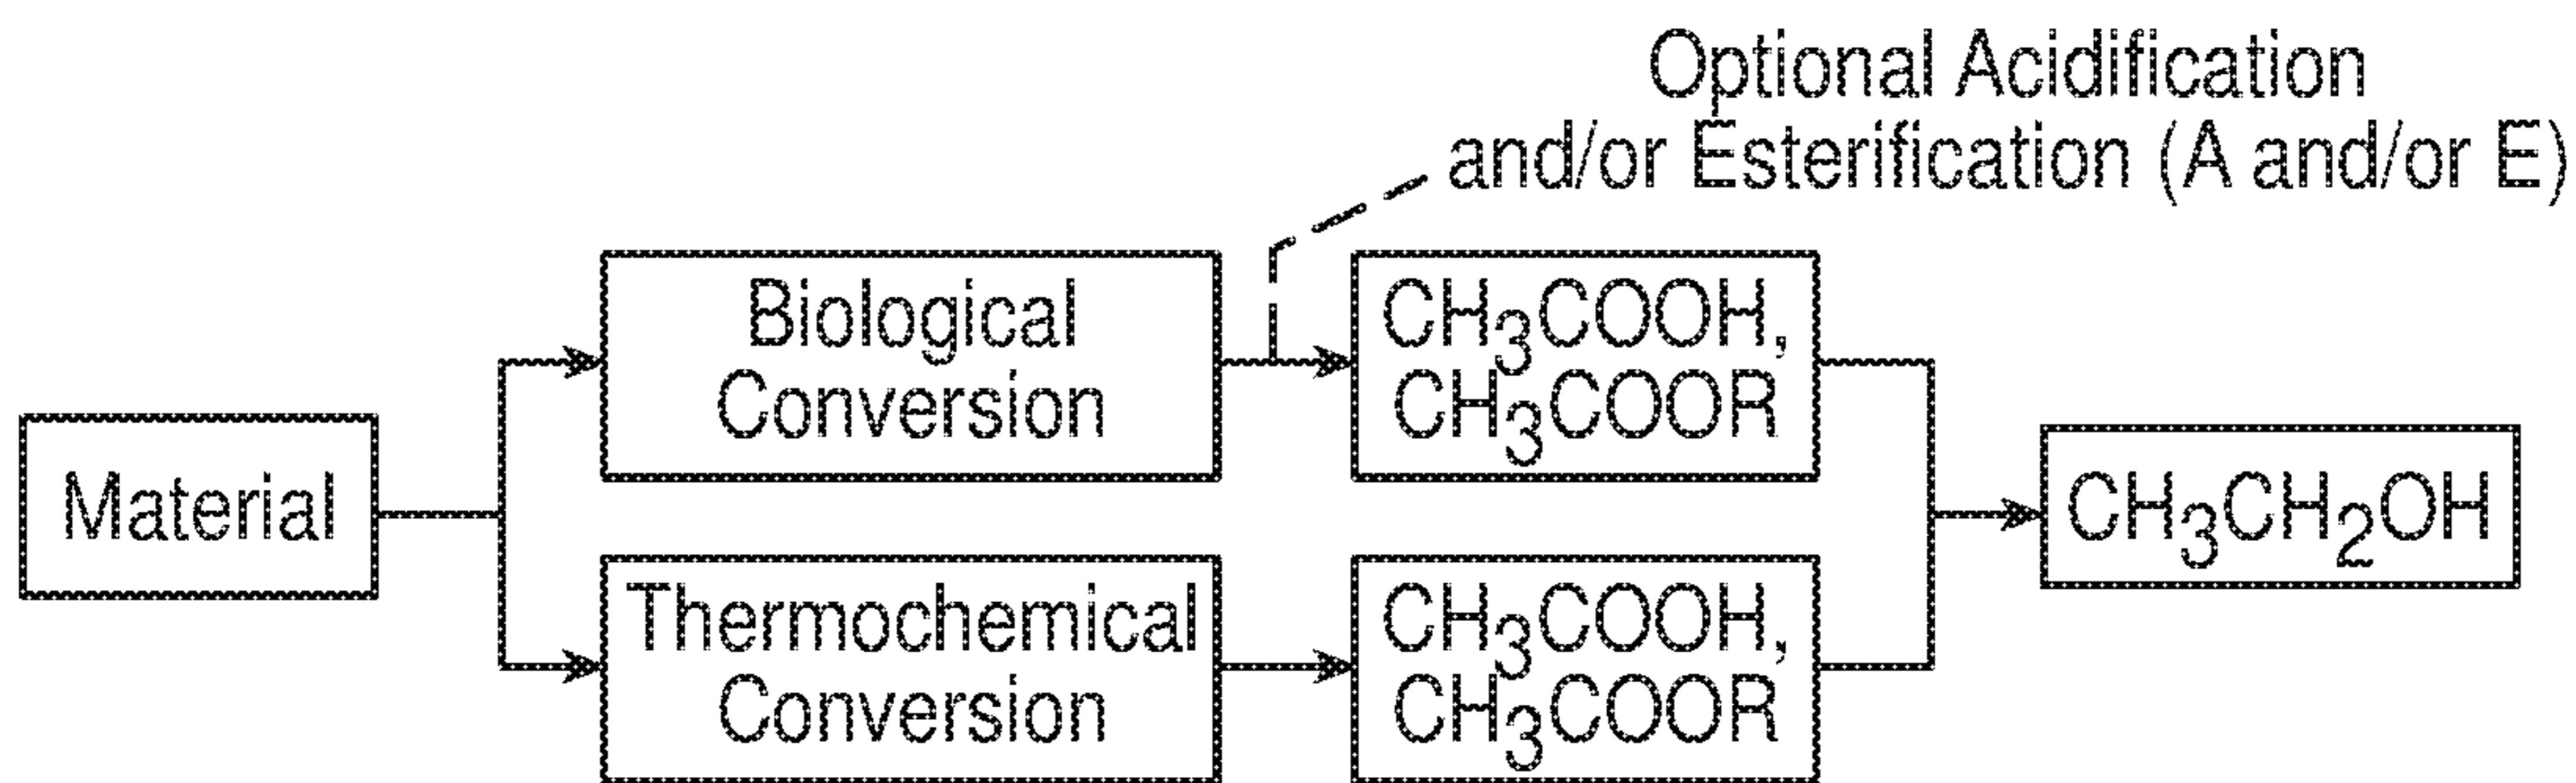 Optional Acidification
and/or Esterification (A and/or E)
Biological
Conversion
CH₃COOH,
CH₃COOR
Material
CH₃CH₂OH
Thermochemical
Conversion
CH₃COOH,
CH₃COOR